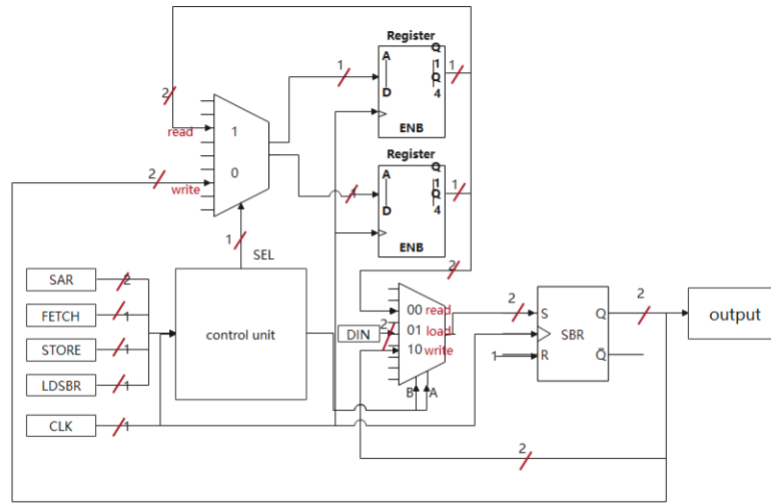 Register
A
D
Q
1
Q
4
ENB
1
1
2
read
1
0
2
write
Register
A
D
Q
1
Q
4
ENB
1
1
1
SEL
SAR
2
FETCH
1
STORE
1
LDSBR
1
CLK
1
control unit
2
00 read
01 load
10 write
DIN
2
B
A
2
S
Q
SBR
1
R
Q̄
2
output
2